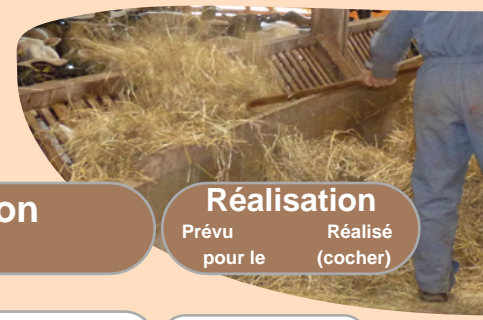 on
Réalisation
Prévu Réalisé
pour le (cocher)